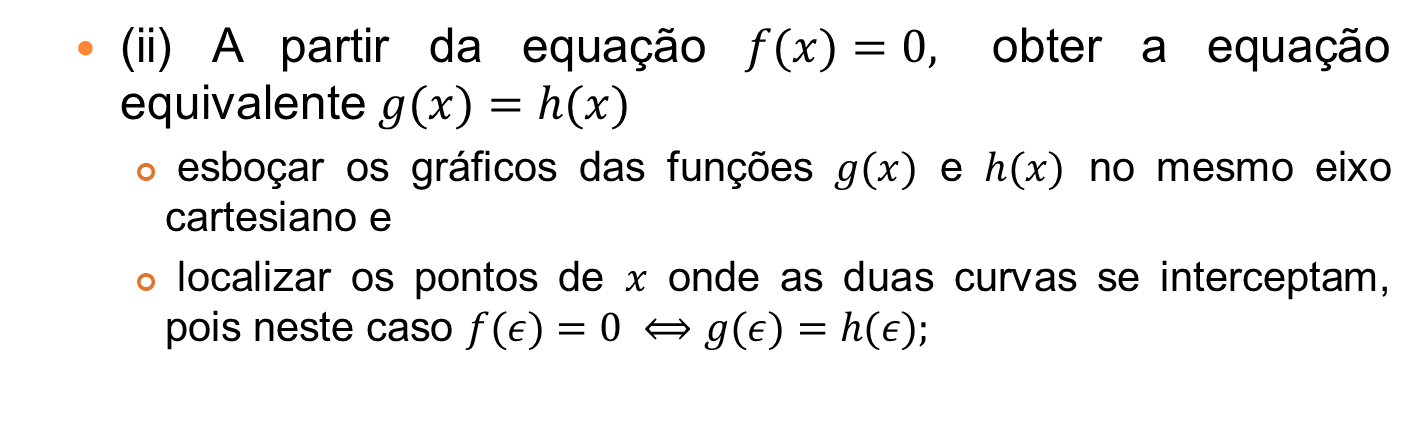 • (ii) A partir da equação f(x) = 0, obter a equação
equivalente g(x) = h(x)
esboçar os gráficos das funções g(x) e h(x) no mesmo eixo
cartesiano e
localizar os pontos de x onde as duas curvas se interceptam,
pois neste caso f(ϵ) = 0 ⟺ g(ϵ) = h(ϵ);